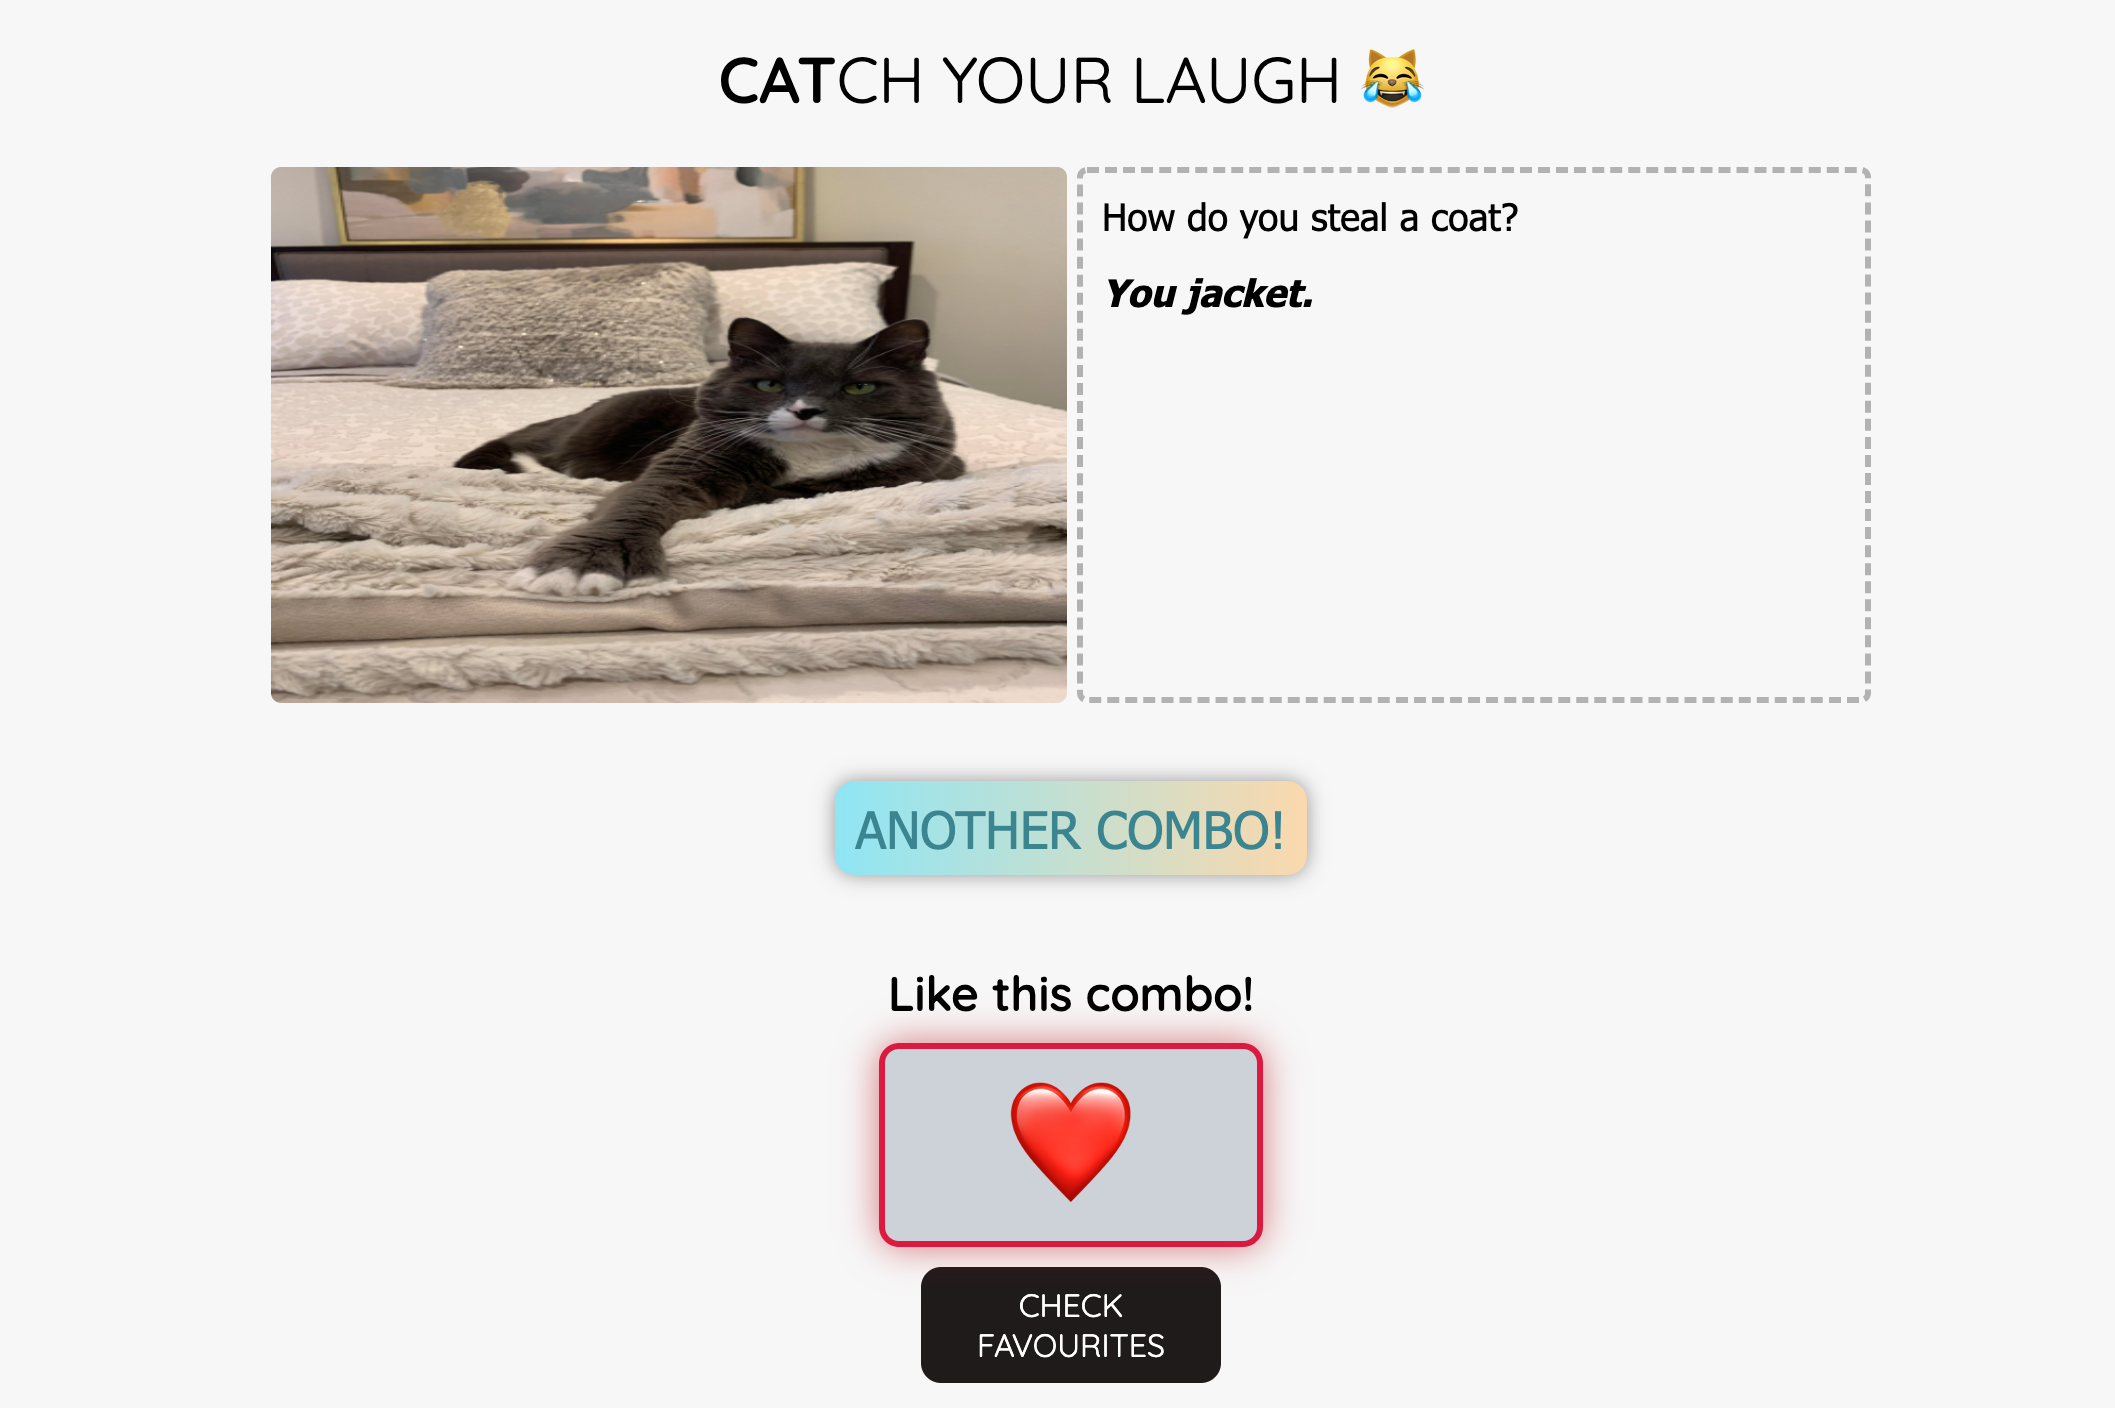 CATCH YOUR LAUGH 😹
How do you steal a coat?
You jacket.
ANOTHER COMBO!
Like this combo!
CHECK
FAVOURITES